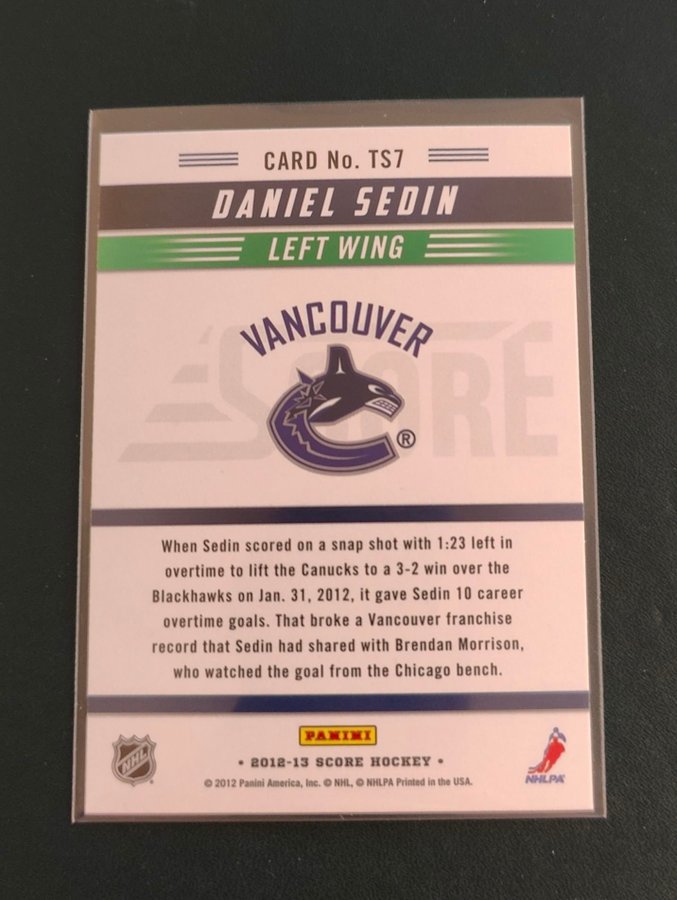 CARD No. TS7
DANIEL SEDIN
LEFT WING
VANCOUVER
SCORE
®
When Sedin scored on a snap shot with 1:23 left in
overtime to lift the Canucks to a 3-2 win over the
Blackhawks on Jan. 31, 2012, it gave Sedin 10 career
overtime goals. That broke a Vancouver franchise
record that Sedin had shared with Brendan Morrison,
who watched the goal from the Chicago bench.
PANINI
• 2012-13 SCORE HOCKEY •
© 2012 Panini America, Inc. © NHL, © NHLPA Printed in the USA.
NHL
NHLPA